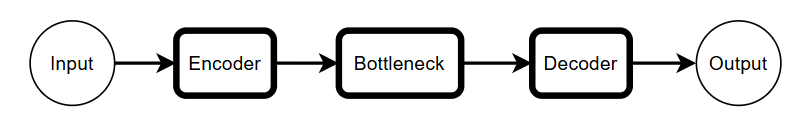 Input
Encoder
Bottleneck
Decoder
Output